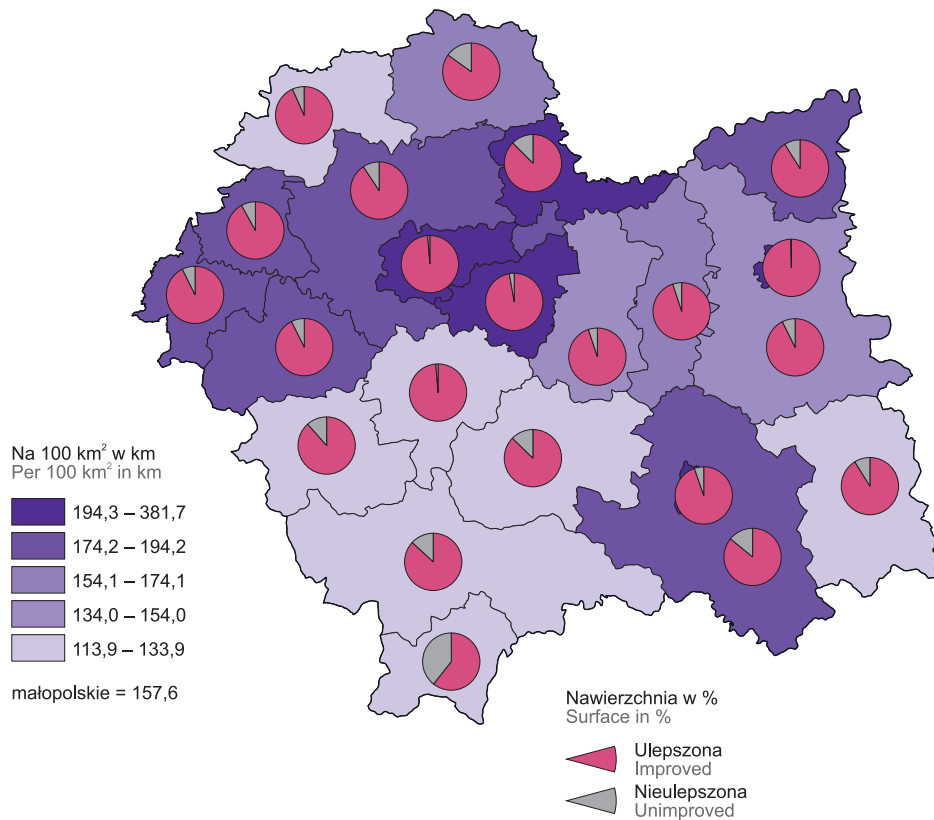 Na 100 km² w km
Per 100 km² in km
194,3 – 381,7
174,2 – 194,2
154,1 – 174,1
134,0 – 154,0
113,9 – 133,9
małopolskie = 157,6
Nawierzchnia w %
Surface in %
Ulepszona
Improved
Nieulepszona
Unimproved